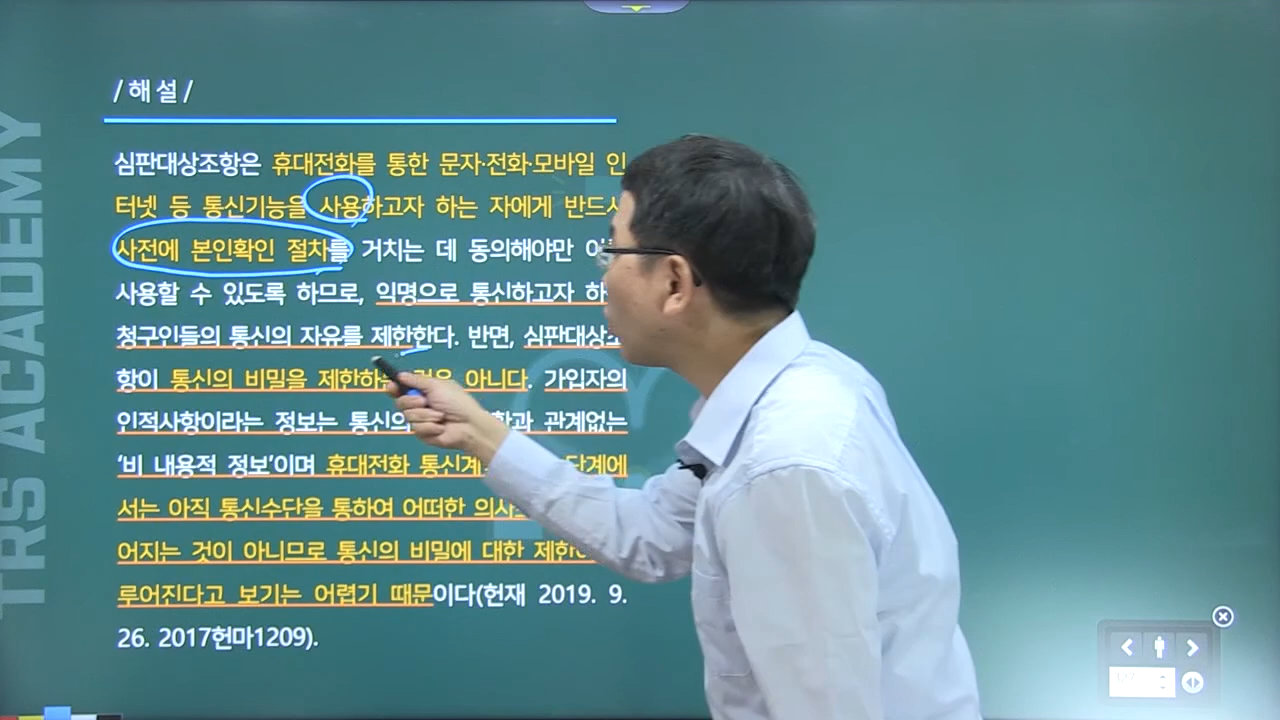 /해설/
심판대상조항은 휴대전화를 통한 문자·전화·모바일 인
터넷 등 통신기능을 사용하고자 하는 자에게 반드시
사전에 본인확인 절차를 거치는 데 동의해야만
사용할 수 있도록 하므로, 익명으로 통신하고자 하
청구인들의 통신의 자유를 제한한다. 반면, 심판대상조
항이 통신의 비밀을 제한하는 것은 아니다. 가입자의
인적사항이라는 정보는 통신의 관계없는
‘비 내용적 정보’이며 휴대전화 통신계 단계에
서는 아직 통신수단을 통하여 어떠한 의사
어지는 것이 아니므로 통신의 비밀에 대한 제한
루어진다고 보기는 어렵기 때문이다(헌재 2019. 9.
26. 2017헌마1209).
TRS ACADEMY